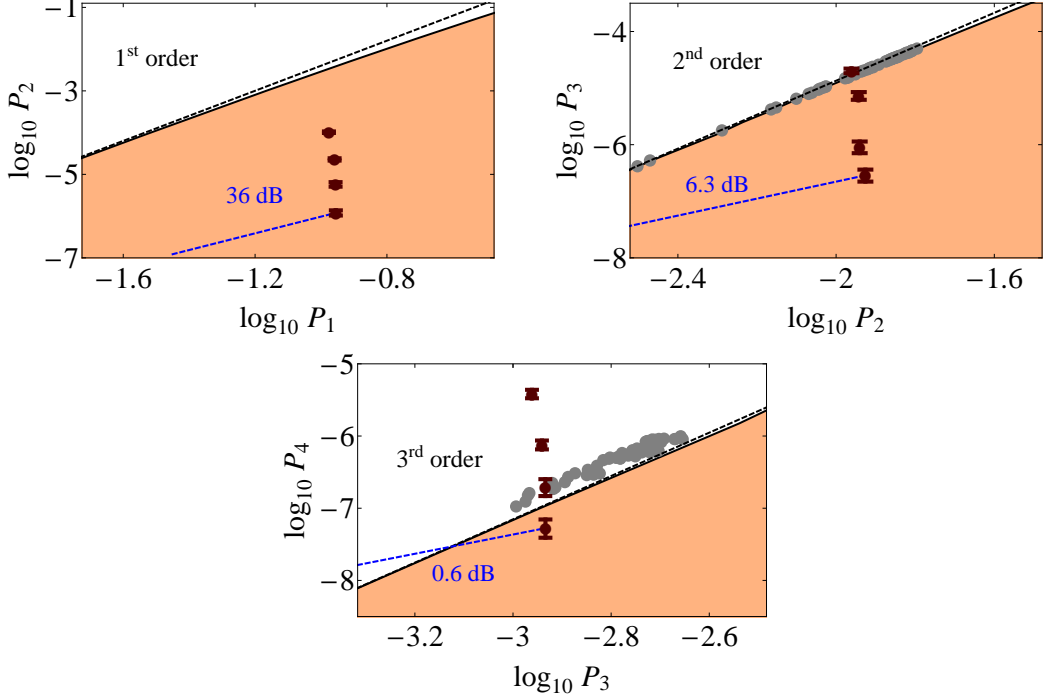 −1
−3
−5
−7
log₁₀ P₂
1ˢᵗ order
36 dB
−1.6
−1.2
−0.8
log₁₀ P₁
−4
−6
−8
log₁₀ P₃
2ⁿᵈ order
6.3 dB
−2.4
−2
−1.6
log₁₀ P₂
−5
−6
−7
−8
log₁₀ P₄
3ʳᵈ order
0.6 dB
−3.2
−3
−2.8
−2.6
log₁₀ P₃